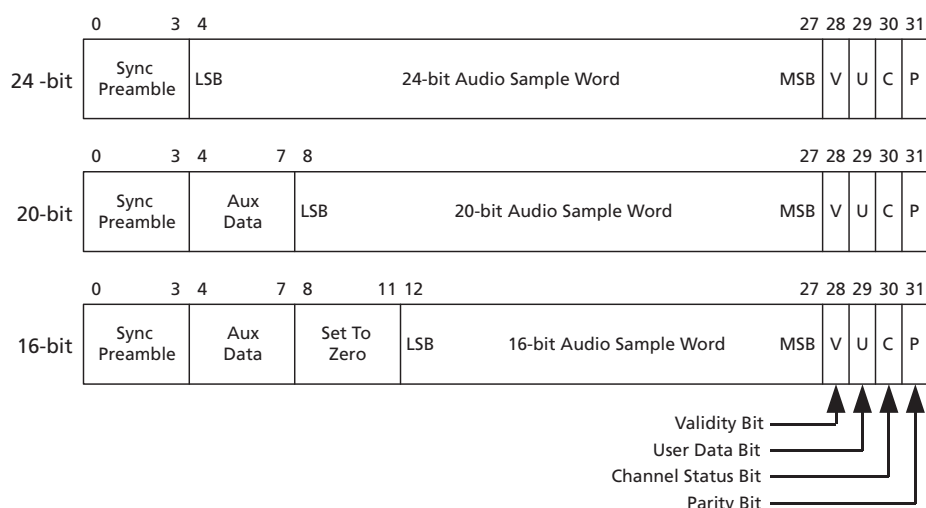 0 3 4 27 28 29 30 31
24 -bit Sync Preamble LSB 24-bit Audio Sample Word MSB V U C P
0 3 4 7 8 27 28 29 30 31
20-bit Sync Preamble Aux Data LSB 20-bit Audio Sample Word MSB V U C P
0 3 4 7 8 11 12 27 28 29 30 31
16-bit Sync Preamble Aux Data Set To Zero LSB 16-bit Audio Sample Word MSB V U C P
Validity Bit
User Data Bit
Channel Status Bit
Parity Bit